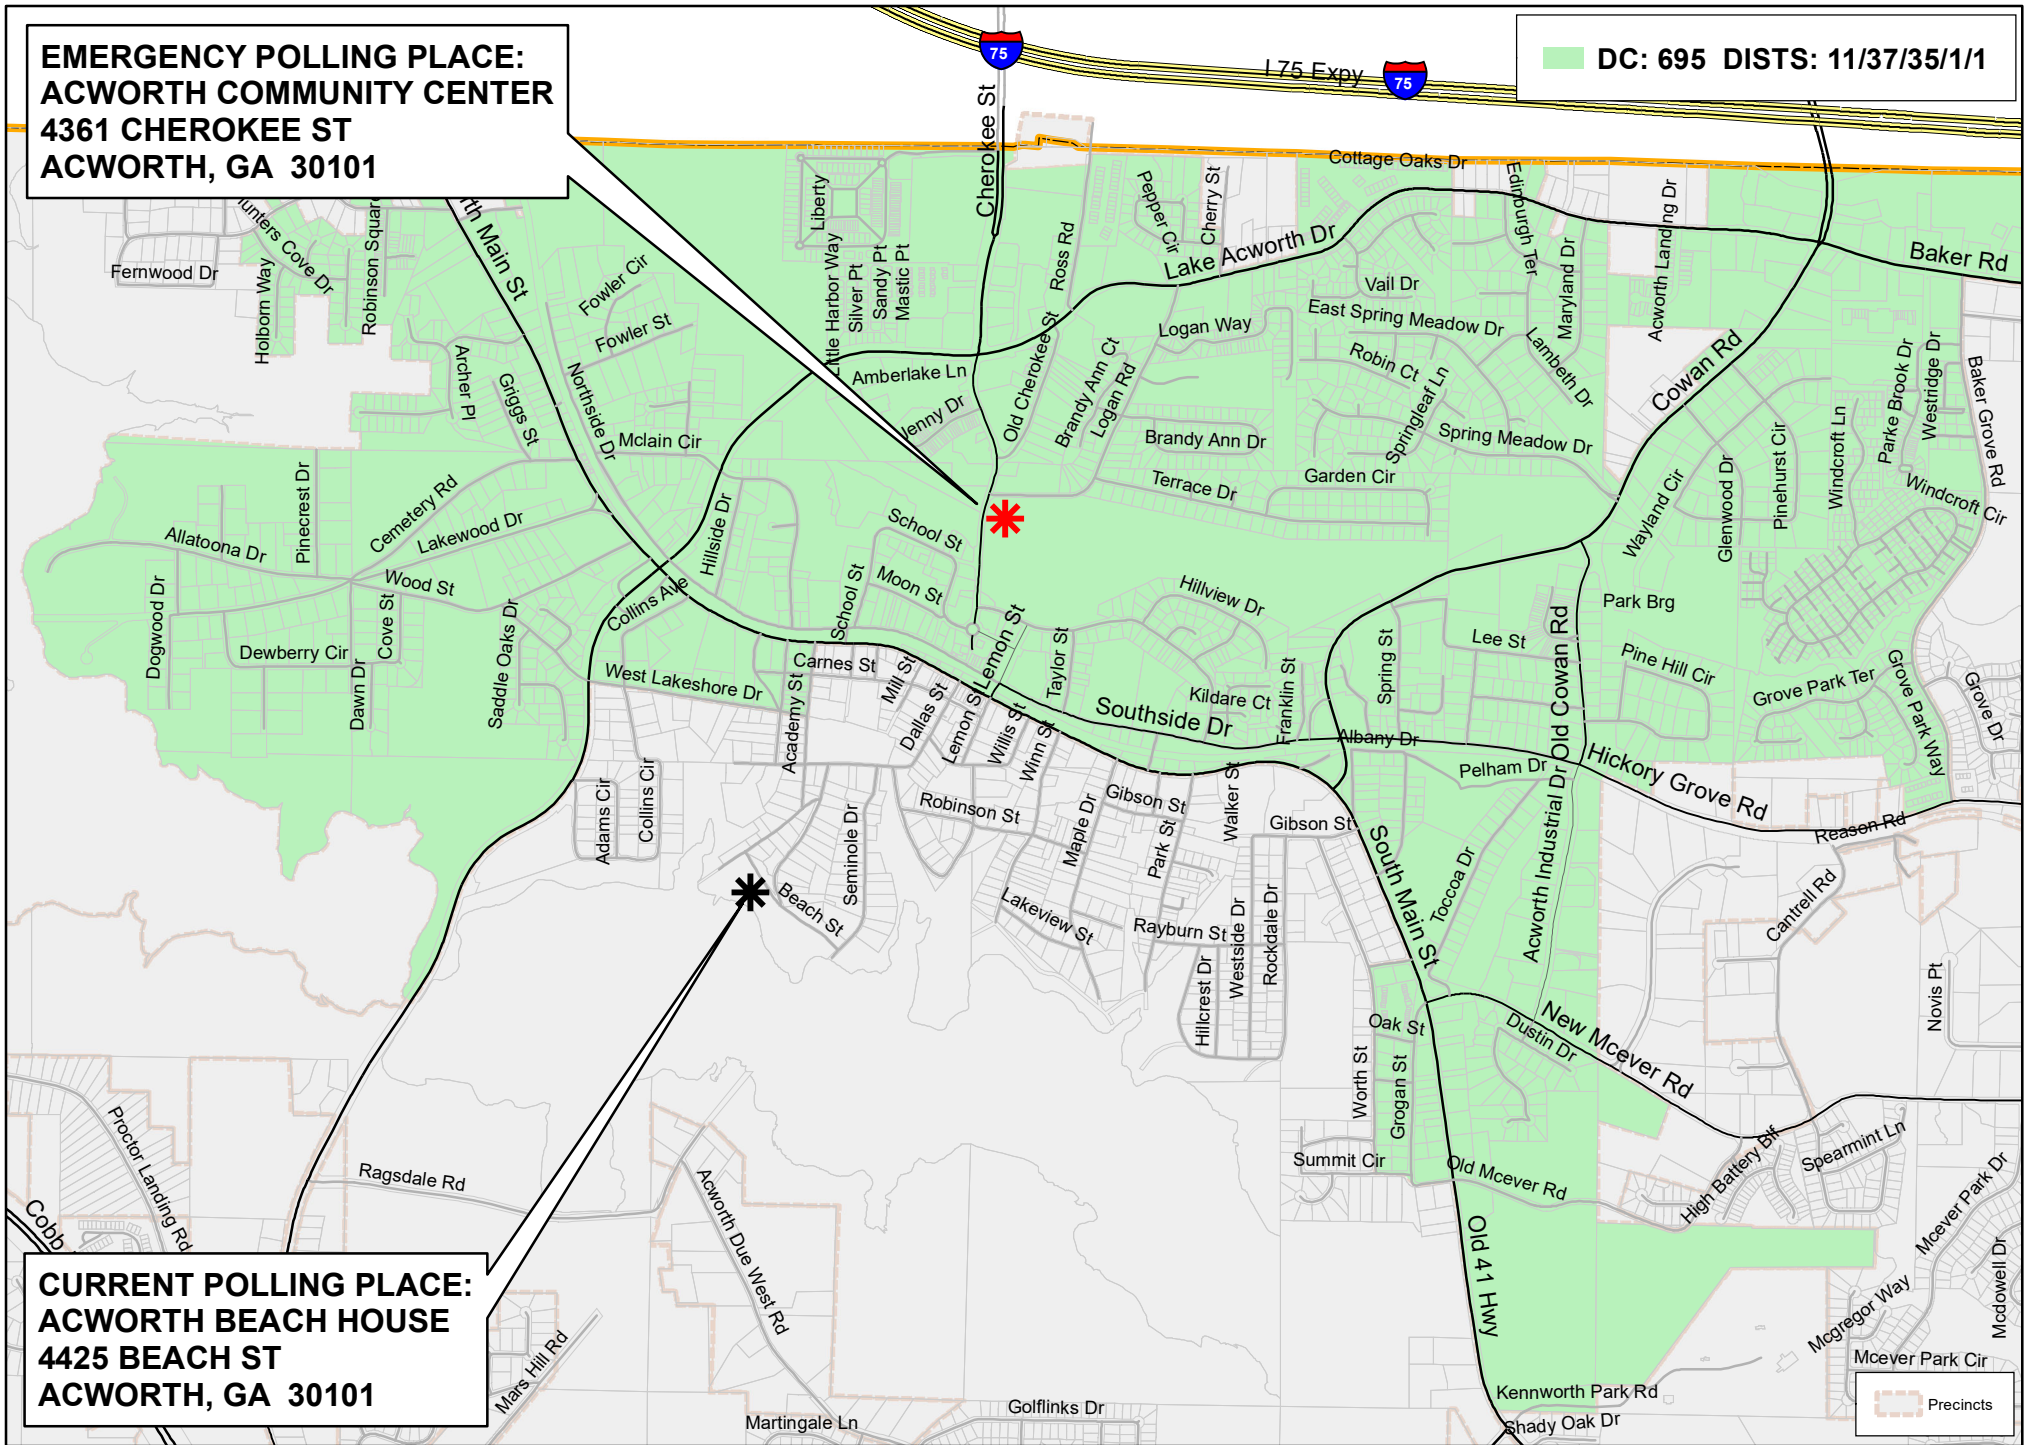 EMERGENCY POLLING PLACE:
ACWORTH COMMUNITY CENTER
4361 CHEROKEE ST
ACWORTH, GA 30101
75
I 75 Expy
75
DC: 695 DISTS: 11/37/35/1/1
Cherokee St
Cottage Oaks Dr
Liberty
Pepper Cir
Cherry St
Edinburgh Ter
Acworth Landing Dr
Hunters Cove Dr
Robinson Square
rth Main St
Fernwood Dr
Holborn Way
Fowler Cir
Fowler St
Little Harbor Way
Silver Pt
Sandy Pt
Mastic Pt
Ross Rd
Lake Acworth Dr
Vail Dr
Maryland Dr
Baker Rd
East Spring Meadow Dr
Logan Way
Lambeth Dr
Robin Ct
Cowan Rd
Archer Pl
Griggs St
Northside Dr
Amberlake Ln
Jenny Dr
Old Cherokee St
Brandy Ann Ct
Logan Rd
Springleaf Ln
Parke Brook Dr
Westridge Dr
Baker Grove Rd
Mclain Cir
Brandy Ann Dr
Spring Meadow Dr
Pinehurst Cir
Windcroft Ln
Pinecrest Dr
Cemetery Rd
Terrace Dr
Garden Cir
Wayland Cir
Glenwood Dr
Windcroft Cir
Allatoona Dr
Lakewood Dr
Hillside Dr
School St
Wood St
Collins Ave
School St
Moon St
Hillview Dr
Park Brg
Dogwood Dr
Cove St
Dewberry Cir
Dawn Dr
Saddle Oaks Dr
Lemon St
Taylor St
Spring St
Lee St
Old Cowan Rd
Pine Hill Cir
Carnes St
West Lakeshore Dr
Academy St
Mill St
Dallas St
Lemon St
Willis St
Winn St
Kildare Ct
Franklin St
Southside Dr
Albany Dr
Grove Park Ter
Grove Park Way
Grove Dr
Pelham Dr
Hickory Grove Rd
Adams Cir
Collins Cir
Seminole Dr
Robinson St
Maple Dr
Gibson St
Park St
Walker St
Gibson St
South Main St
Toccoa Dr
Acworth Industrial Dr
Reason Rd
Cantrell Rd
Beach St
Lakeview St
Rayburn St
Hillcrest Dr
Westside Dr
Rockdale Dr
Novis Pt
Oak St
Dustin Dr
New Mcever Rd
Worth St
Grogan St
Proctor Landing Rd
Ragsdale Rd
Acworth Due West Rd
Summit Cir
Old Mcever Rd
High Battery Blf
Spearmint Ln
Mcever Park Dr
Cobb
Old 41 Hwy
Mcgregor Way
Mcdowell Dr
CURRENT POLLING PLACE:
ACWORTH BEACH HOUSE
4425 BEACH ST
ACWORTH, GA 30101
Mars Hill Rd
Mcever Park Cir
Kennworth Park Rd
Golflinks Dr
Martingale Ln
Shady Oak Dr
Precincts